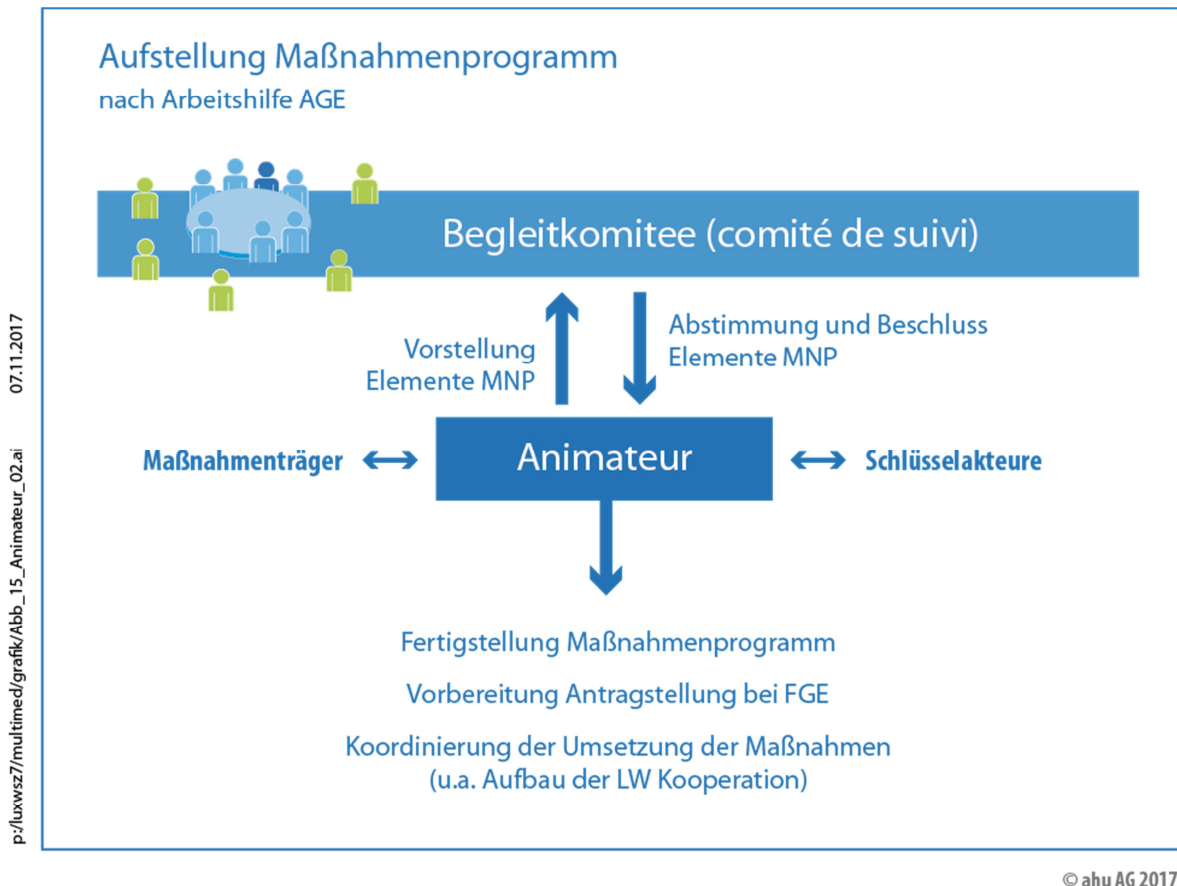 Aufstellung Maßnahmenprogramm
nach Arbeitshilfe AGE
Begleitkomitee (comité de suivi)
Vorstellung
Elemente MNP
Abstimmung und Beschluss
Elemente MNP
Maßnahmenträger
Animateur
Schlüsselakteure
Fertigstellung Maßnahmenprogramm
Vorbereitung Antragstellung bei FGE
Koordinierung der Umsetzung der Maßnahmen
(u.a. Aufbau der LW Kooperation)
p:/luxwsz7/multimed/grafik/Abb_15_Animateur_02.ai 07.11.2017
© ahu AG 2017